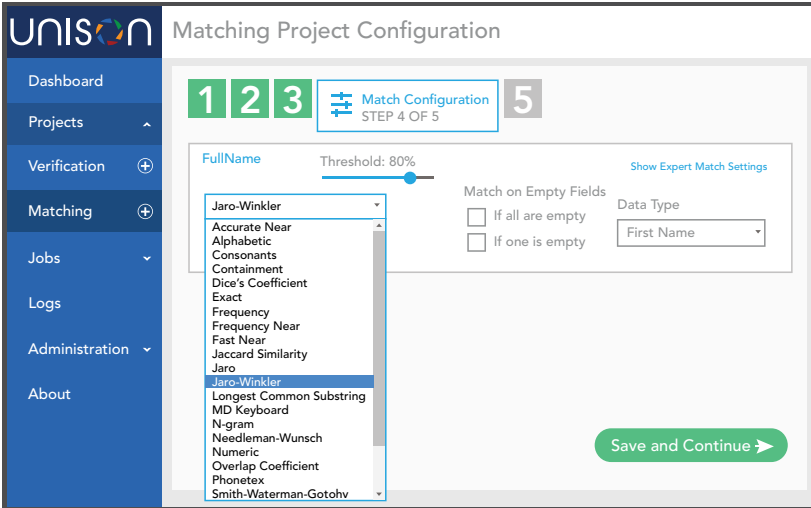 UNISON
Matching Project Configuration
Dashboard
Projects
Verification
Matching
Jobs
Logs
Administration
About
1 2 3
Match Configuration
STEP 4 OF 5
5
FullName
Threshold: 80%
Show Expert Match Settings
Match on Empty Fields
If all are empty
If one is empty
Data Type
First Name
Jaro-Winkler
Accurate Near
Alphabetic
Consonants
Containment
Dice's Coefficient
Exact
Frequency
Frequency Near
Fast Near
Jaccard Similarity
Jaro
Jaro-Winkler
Longest Common Substring
MD Keyboard
N-gram
Needleman-Wunsch
Numeric
Overlap Coefficient
Phonetex
Smith-Waterman-Gotohv
Save and Continue